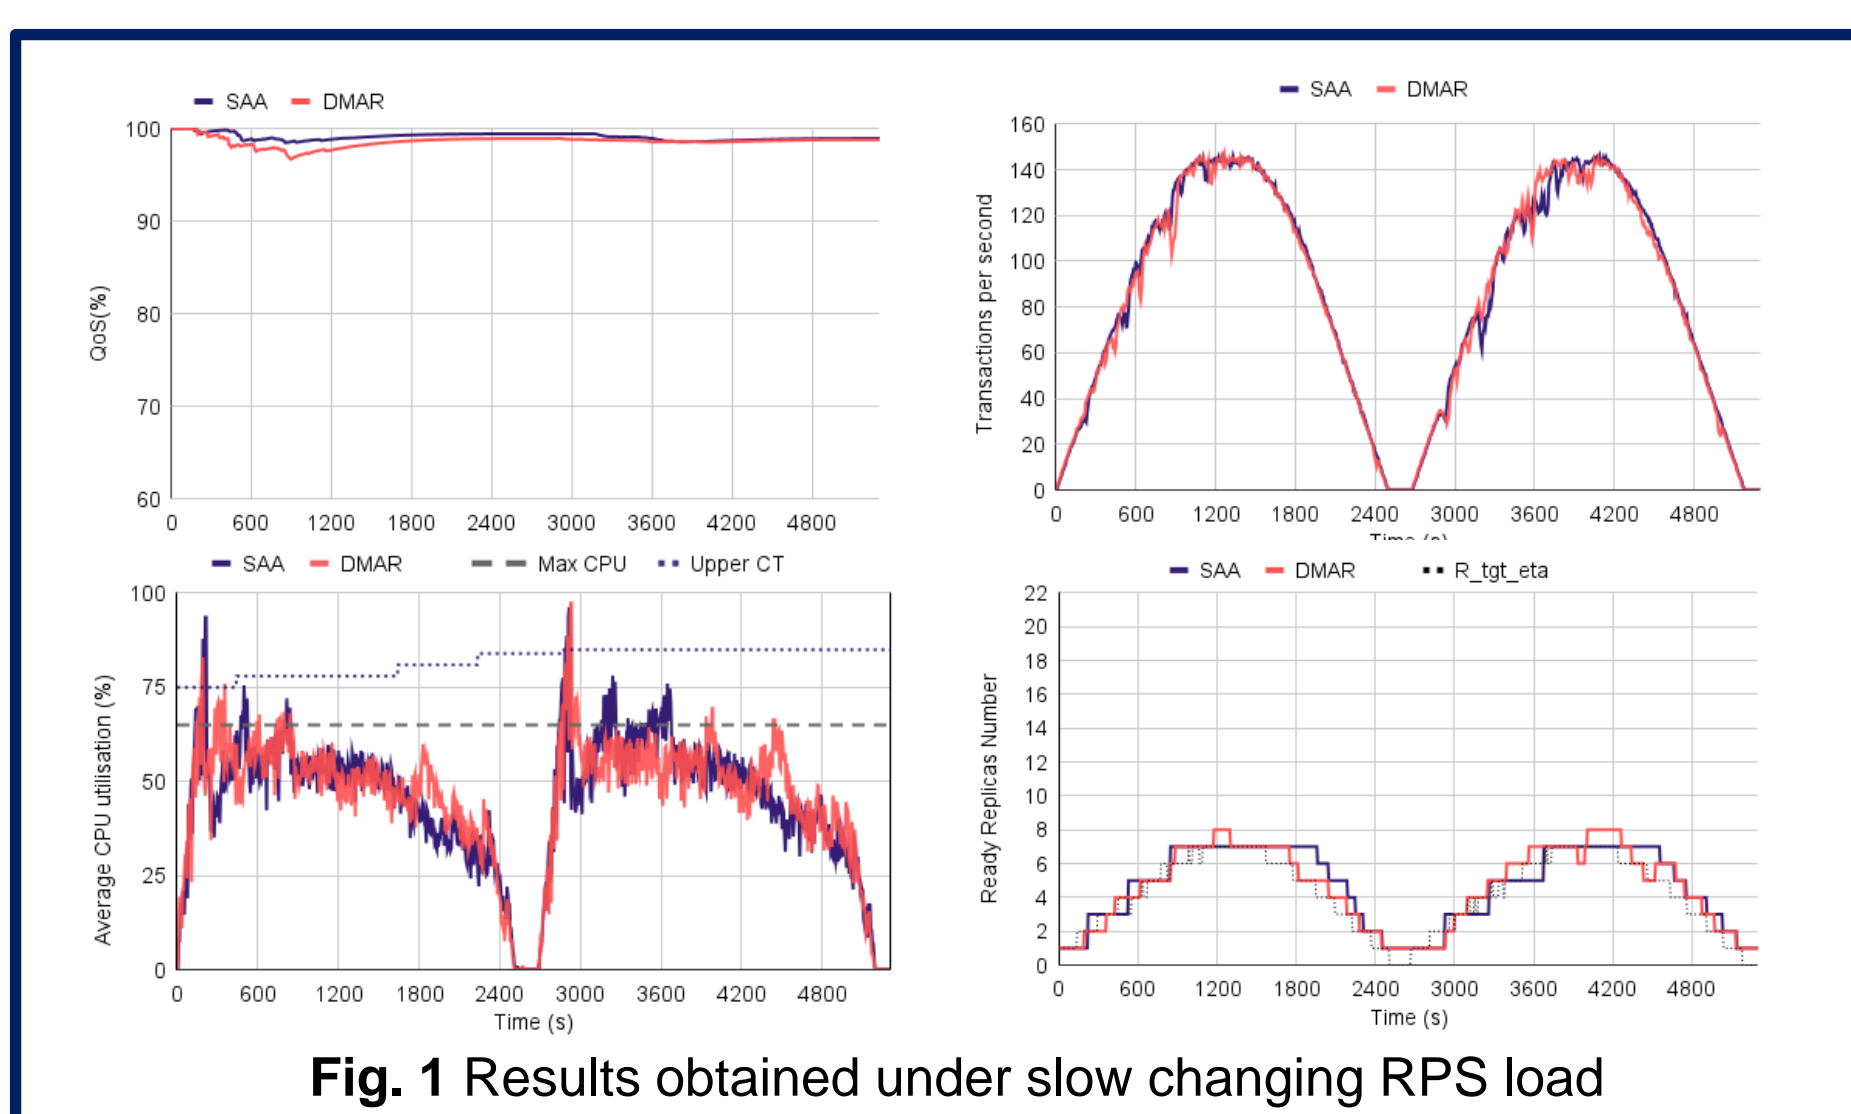 SAA DMAR
100
90
80
70
60
QoS(%)
0 600 1200 1800 2400 3000 3600 4200 4800
SAA DMAR
160
140
120
100
80
60
40
20
0
Transactions per second
0 600 1200 1800 2400 3000 3600 4200 4800
Time (s)
SAA DMAR Max CPU Upper CT
100
75
50
25
0
Average CPU utilisation (%)
0 600 1200 1800 2400 3000 3600 4200 4800
Time (s)
SAA DMAR R_tgt_eta
22
20
18
16
14
12
10
8
6
4
2
0
Ready Replicas Number
0 600 1200 1800 2400 3000 3600 4200 4800
Time (s)
Fig. 1 Results obtained under slow changing RPS load